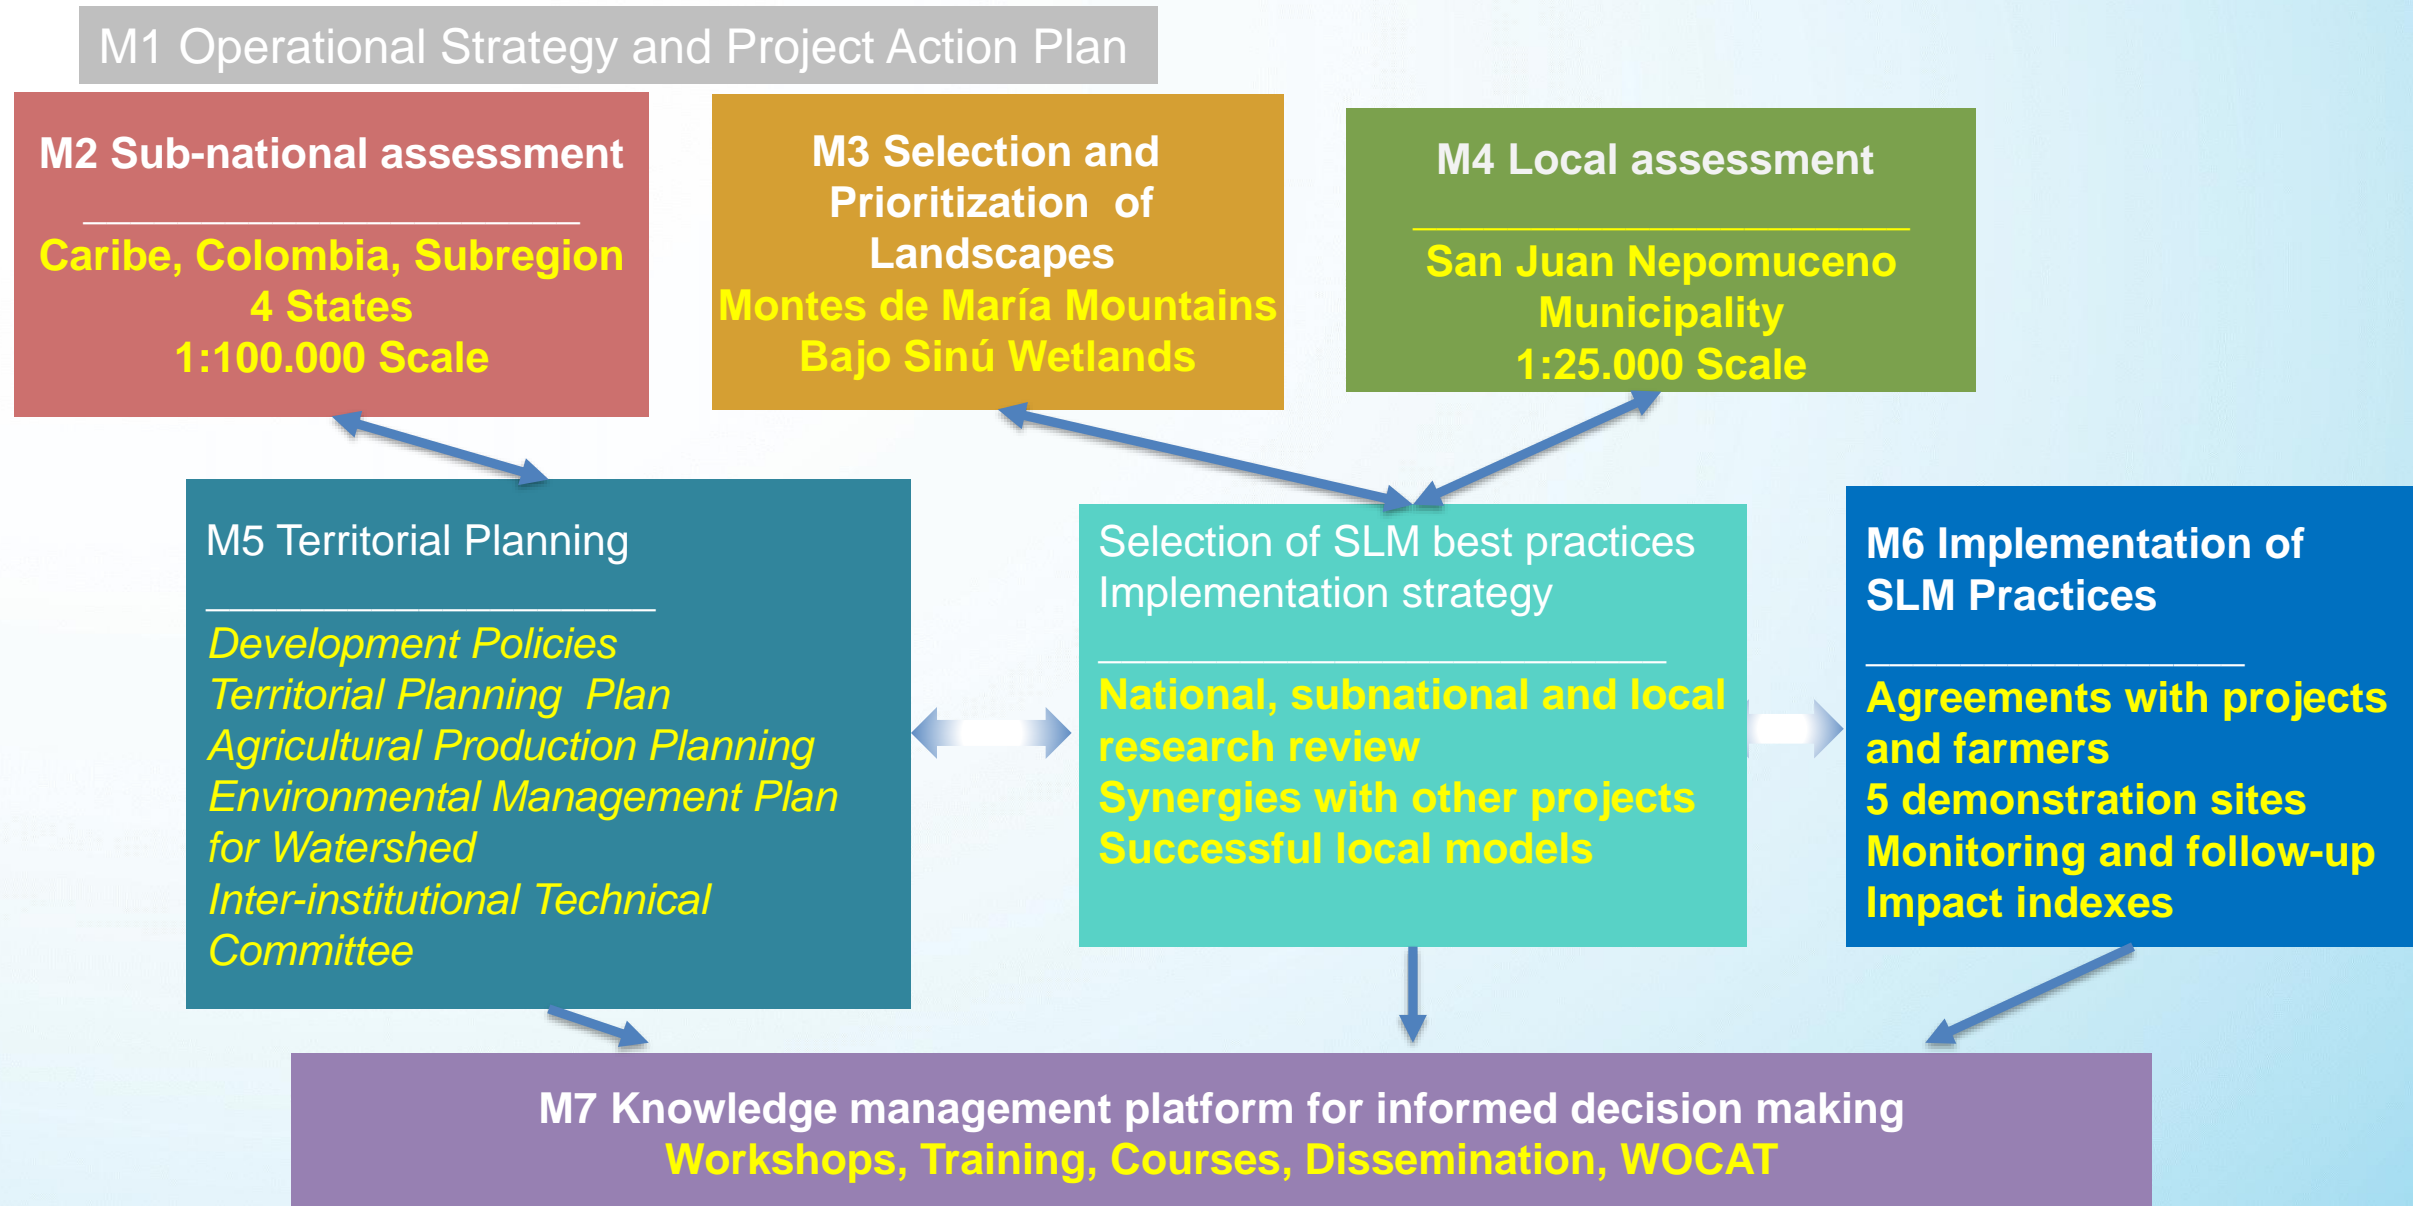 M1 Operational Strategy and Project Action Plan
M2 Sub-national assessment
Caribe, Colombia, Subregion
4 States
1:100.000 Scale
M3 Selection and
Prioritization of
Landscapes
Montes de María Mountains
Bajo Sinú Wetlands
M4 Local assessment
San Juan Nepomuceno
Municipality
1:25.000 Scale
M5 Territorial Planning
Development Policies
Territorial Planning Plan
Agricultural Production Planning
Environmental Management Plan
for Watershed
Inter-institutional Technical
Committee
Selection of SLM best practices
Implementation strategy
National, subnational and local
research review
Synergies with other projects
Successful local models
M6 Implementation of
SLM Practices
Agreements with projects
and farmers
5 demonstration sites
Monitoring and follow-up
Impact indexes
M7 Knowledge management platform for informed decision making
Workshops, Training, Courses, Dissemination, WOCAT